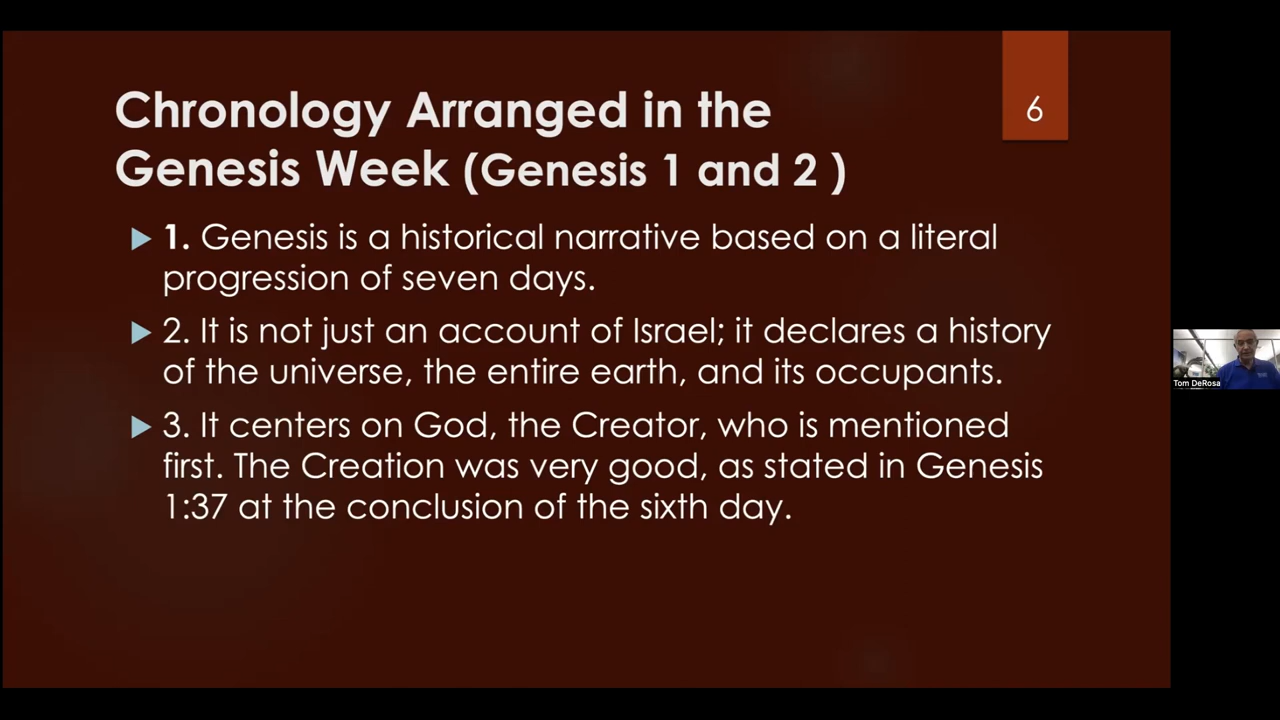 Chronology Arranged in the
Genesis Week (Genesis 1 and 2 )
6
1. Genesis is a historical narrative based on a literal
progression of seven days.
2. It is not just an account of Israel; it declares a history
of the universe, the entire earth, and its occupants.
3. It centers on God, the Creator, who is mentioned
first. The Creation was very good, as stated in Genesis
1:37 at the conclusion of the sixth day.
Tom DeRosa